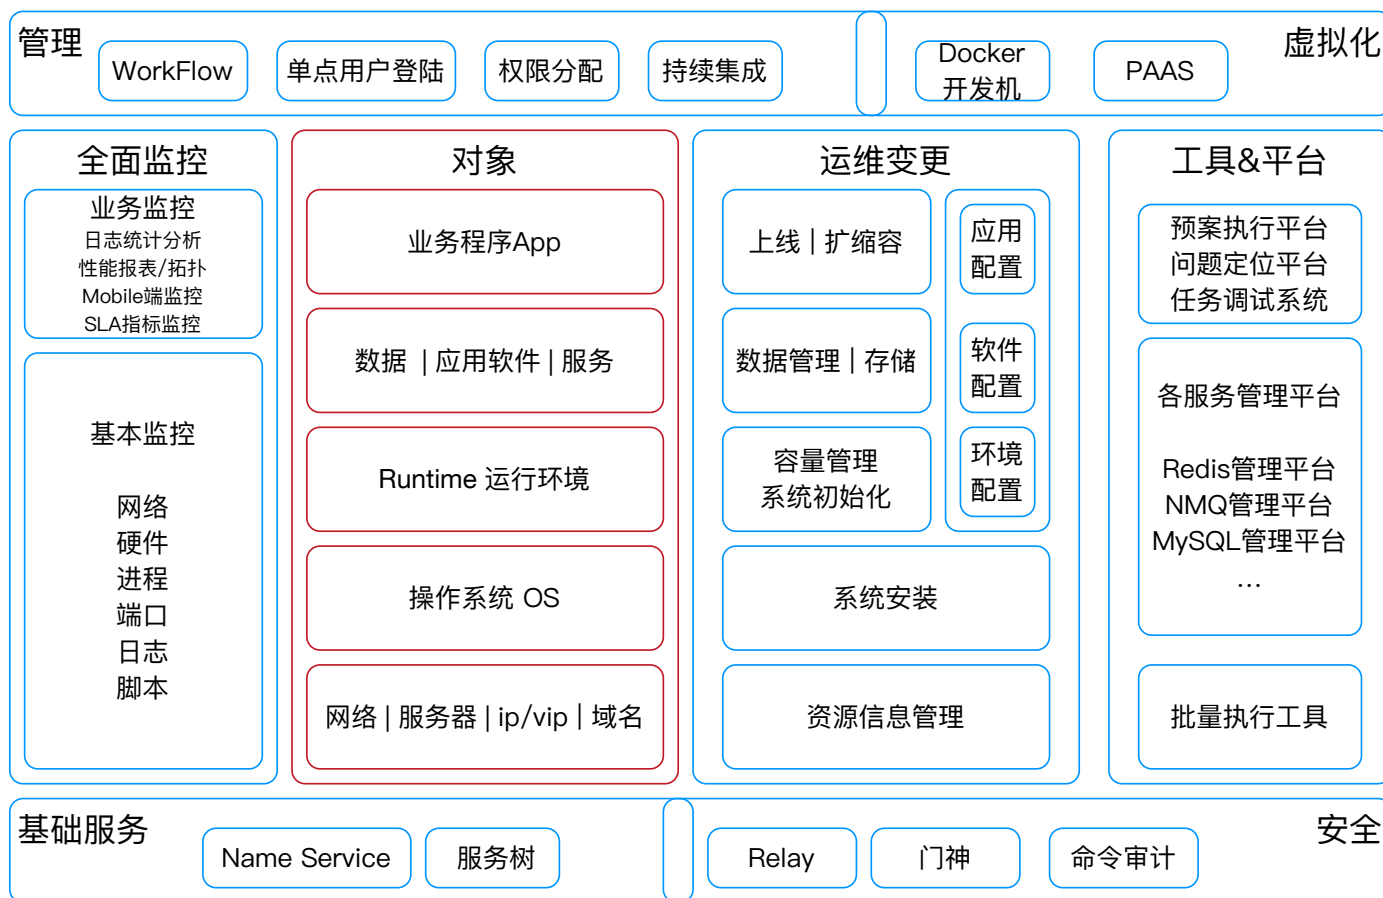 管理
WorkFlow
单点用户登陆
权限分配
持续集成
Docker
开发机
PAAS
虚拟化
全面监控
业务监控
日志统计分析
性能报表/拓扑
Mobile端监控
SLA指标监控
基本监控
网络
硬件
进程
端口
日志
脚本
对象
业务程序App
数据 | 应用软件 | 服务
Runtime 运行环境
操作系统 OS
网络 | 服务器 | ip/vip | 域名
运维变更
上线 | 扩缩容
数据管理 | 存储
容量管理
系统初始化
应用
配置
软件
配置
环境
配置
系统安装
资源信息管理
工具&平台
预案执行平台
问题定位平台
任务调试系统
各服务管理平台
Redis管理平台
NMQ管理平台
MySQL管理平台
...
批量执行工具
基础服务
Name Service
服务树
Relay
门神
命令审计
安全